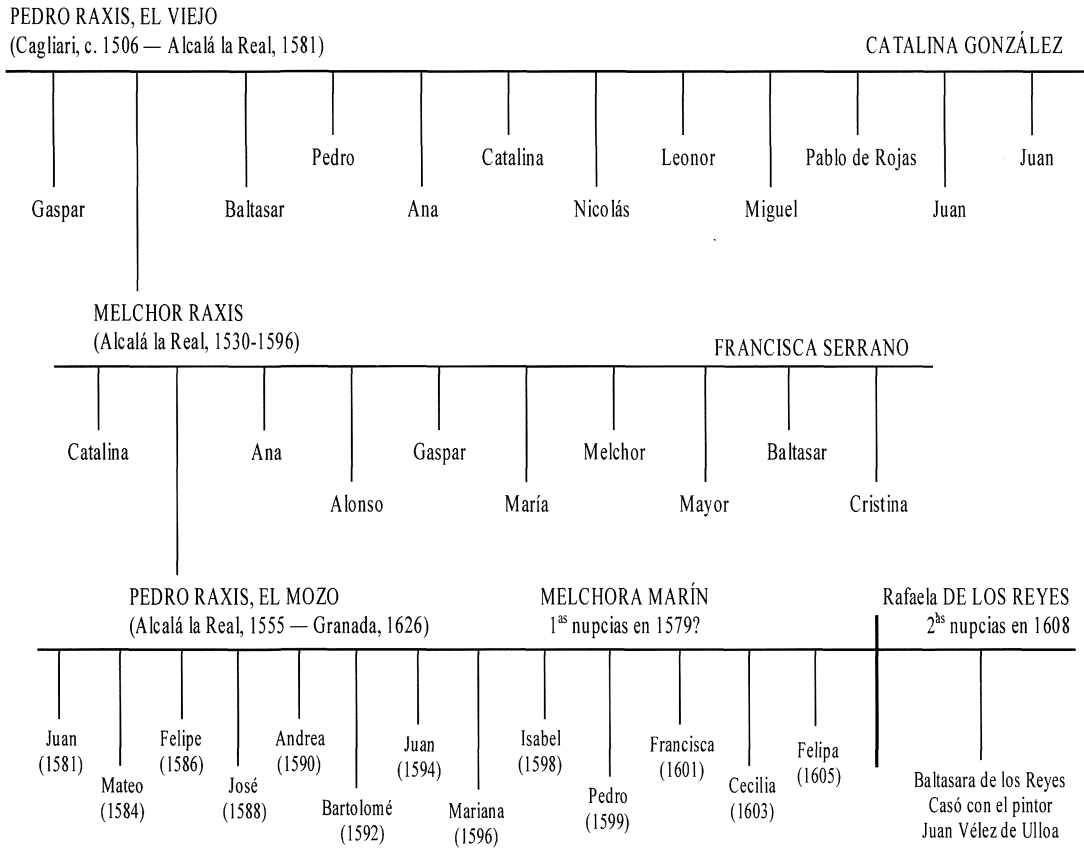 PEDRO RAXIS, EL VIEJO
(Cagliari, c. 1506 — Alcalá la Real, 1581)
CATALINA GONZÁLEZ
Gaspar
Baltasar
Pedro
Ana
Catalina
Nicolás
Leonor
Miguel
Pablo de Rojas
Juan
Juan
MELCHOR RAXIS
(Alcalá la Real, 1530-1596)
FRANCISCA SERRANO
Catalina
Ana
Alonso
Gaspar
María
Melchor
Mayor
Baltasar
Cristina
PEDRO RAXIS, EL MOZO
(Alcalá la Real, 1555 — Granada, 1626)
MELCHORA MARÍN
1as nupcias en 1579?
Rafaela DE LOS REYES
2as nupcias en 1608
Juan
(1581)
Mateo
(1584)
Felipe
(1586)
José
(1588)
Andrea
(1590)
Bartolomé
(1592)
Juan
(1594)
Mariana
(1596)
Isabel
(1598)
Pedro
(1599)
Francisca
(1601)
Cecilia
(1603)
Felipa
(1605)
Baltasara de los Reyes
Casó con el pintor
Juan Vélez de Ulloa